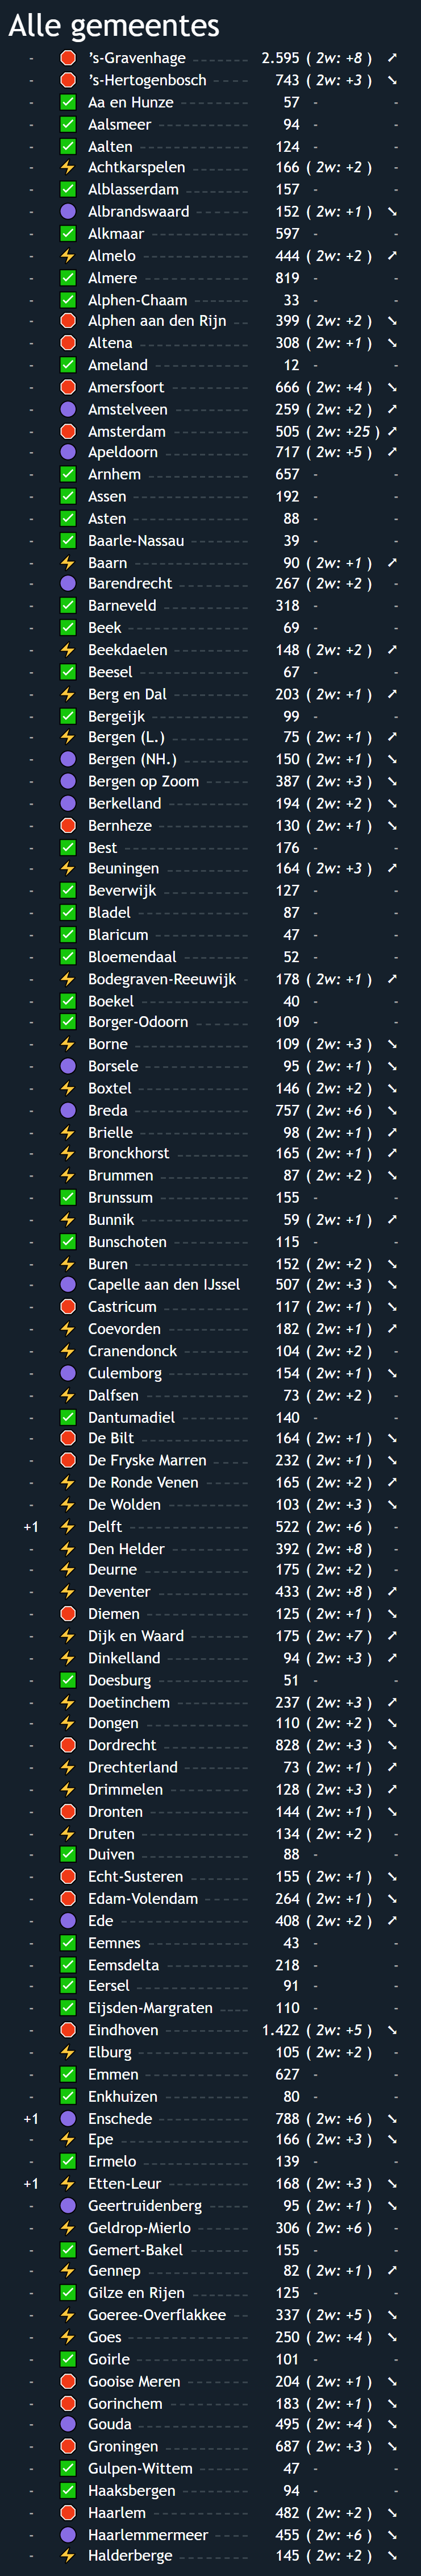 Alle gemeentes
- 's-Gravenhage 2.595 ( 2w: +8 ) ➚
- 's-Hertogenbosch 743 ( 2w: +3 ) ➘
- Aa en Hunze 57 - -
- Aalsmeer 94 - -
- Aalten 124 - -
- Achtkarspelen 166 ( 2w: +2 ) -
- Alblasserdam 157 - -
- Albrandswaard 152 ( 2w: +1 ) ➘
- Alkmaar 597 - -
- Almelo 444 ( 2w: +2 ) ➚
- Almere 819 - -
- Alphen-Chaam 33 - -
- Alphen aan den Rijn 399 ( 2w: +2 ) ➘
- Altena 308 ( 2w: +1 ) ➘
- Ameland 12 - -
- Amersfoort 666 ( 2w: +4 ) ➘
- Amstelveen 259 ( 2w: +2 ) ➚
- Amsterdam 505 ( 2w: +25 ) ➚
- Apeldoorn 717 ( 2w: +5 ) ➚
- Arnhem 657 - -
- Assen 192 - -
- Asten 88 - -
- Baarle-Nassau 39 - -
- Baarn 90 ( 2w: +1 ) ➚
- Barendrecht 267 ( 2w: +2 ) -
- Barneveld 318 - -
- Beek 69 - -
- Beekdaelen 148 ( 2w: +2 ) ➚
- Beesel 67 - -
- Berg en Dal 203 ( 2w: +1 ) ➚
- Bergeijk 99 - -
- Bergen (L.) 75 ( 2w: +1 ) ➚
- Bergen (NH.) 150 ( 2w: +1 ) ➘
- Bergen op Zoom 387 ( 2w: +3 ) ➘
- Berkelland 194 ( 2w: +2 ) ➘
- Bernheze 130 ( 2w: +1 ) ➘
- Best 176 - -
- Beuningen 164 ( 2w: +3 ) ➚
- Beverwijk 127 - -
- Bladel 87 - -
- Blaricum 47 - -
- Bloemendaal 52 - -
- Bodegraven-Reeuwijk 178 ( 2w: +1 ) ➚
- Boekel 40 - -
- Borger-Odoorn 109 - -
- Borne 109 ( 2w: +3 ) ➘
- Borsele 95 ( 2w: +1 ) ➘
- Boxtel 146 ( 2w: +2 ) ➘
- Breda 757 ( 2w: +6 ) ➘
- Brielle 98 ( 2w: +1 ) ➚
- Bronckhorst 165 ( 2w: +1 ) ➚
- Brummen 87 ( 2w: +2 ) ➘
- Brunssum 155 - -
- Bunnik 59 ( 2w: +1 ) ➚
- Bunschoten 115 - -
- Buren 152 ( 2w: +2 ) ➘
- Capelle aan den IJssel 507 ( 2w: +3 ) ➘
- Castricum 117 ( 2w: +1 ) ➘
- Coevorden 182 ( 2w: +1 ) ➚
- Cranendonck 104 ( 2w: +2 ) -
- Culemborg 154 ( 2w: +1 ) ➘
- Dalfsen 73 ( 2w: +2 ) -
- Dantumadiel 140 - -
- De Bilt 164 ( 2w: +1 ) ➘
- De Fryske Marren 232 ( 2w: +1 ) ➘
- De Ronde Venen 165 ( 2w: +2 ) ➚
- De Wolden 103 ( 2w: +3 ) ➘
+1 Delft 522 ( 2w: +6 ) -
- Den Helder 392 ( 2w: +8 ) -
- Deurne 175 ( 2w: +2 ) -
- Deventer 433 ( 2w: +8 ) ➚
- Diemen 125 ( 2w: +1 ) ➘
- Dijk en Waard 175 ( 2w: +7 ) ➚
- Dinkelland 94 ( 2w: +3 ) ➚
- Doesburg 51 - -
- Doetinchem 237 ( 2w: +3 ) ➚
- Dongen 110 ( 2w: +2 ) ➘
- Dordrecht 828 ( 2w: +3 ) ➘
- Drechterland 73 ( 2w: +1 ) ➚
- Drimmelen 128 ( 2w: +3 ) ➚
- Dronten 144 ( 2w: +1 ) ➘
- Druten 134 ( 2w: +2 ) -
- Duiven 88 - -
- Echt-Susteren 155 ( 2w: +1 ) ➘
- Edam-Volendam 264 ( 2w: +1 ) ➘
- Ede 408 ( 2w: +2 ) ➚
- Eemnes 43 - -
- Eemsdelta 218 - -
- Eersel 91 - -
- Eijsden-Margraten 110 - -
- Eindhoven 1.422 ( 2w: +5 ) ➘
- Elburg 105 ( 2w: +2 ) -
- Emmen 627 - -
- Enkhuizen 80 - -
+1 Enschede 788 ( 2w: +6 ) ➘
- Epe 166 ( 2w: +3 ) ➘
- Ermelo 139 - -
+1 Etten-Leur 168 ( 2w: +3 ) ➘
- Geertruidenberg 95 ( 2w: +1 ) ➘
- Geldrop-Mierlo 306 ( 2w: +6 ) -
- Gemert-Bakel 155 - -
- Gennep 82 ( 2w: +1 ) ➚
- Gilze en Rijen 125 - -
- Goeree-Overflakkee 337 ( 2w: +5 ) ➘
- Goes 250 ( 2w: +4 ) ➘
- Goirle 101 - -
- Gooise Meren 204 ( 2w: +1 ) ➘
- Gorinchem 183 ( 2w: +1 ) ➘
- Gouda 495 ( 2w: +4 ) ➘
- Groningen 687 ( 2w: +3 ) ➘
- Gulpen-Wittem 47 - -
- Haaksbergen 94 - -
- Haarlem 482 ( 2w: +2 ) ➘
- Haarlemmermeer 455 ( 2w: +6 ) ➘
- Halderberge 145 ( 2w: +2 ) ➘